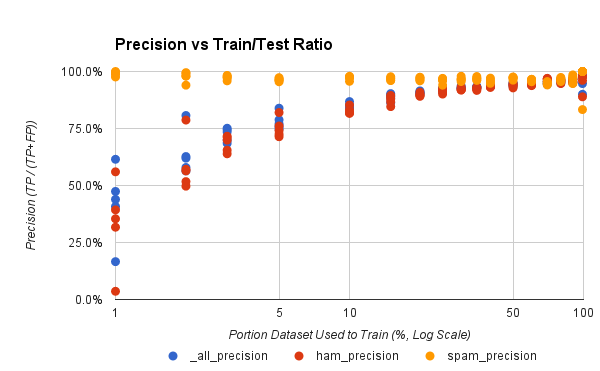 Precision vs Train/Test Ratio
Precision (TP / (TP+FP))
100.0%
75.0%
50.0%
25.0%
0.0%
1 5 10 50 100
Portion Dataset Used to Train (%, Log Scale)
_all_precision ham_precision spam_precision